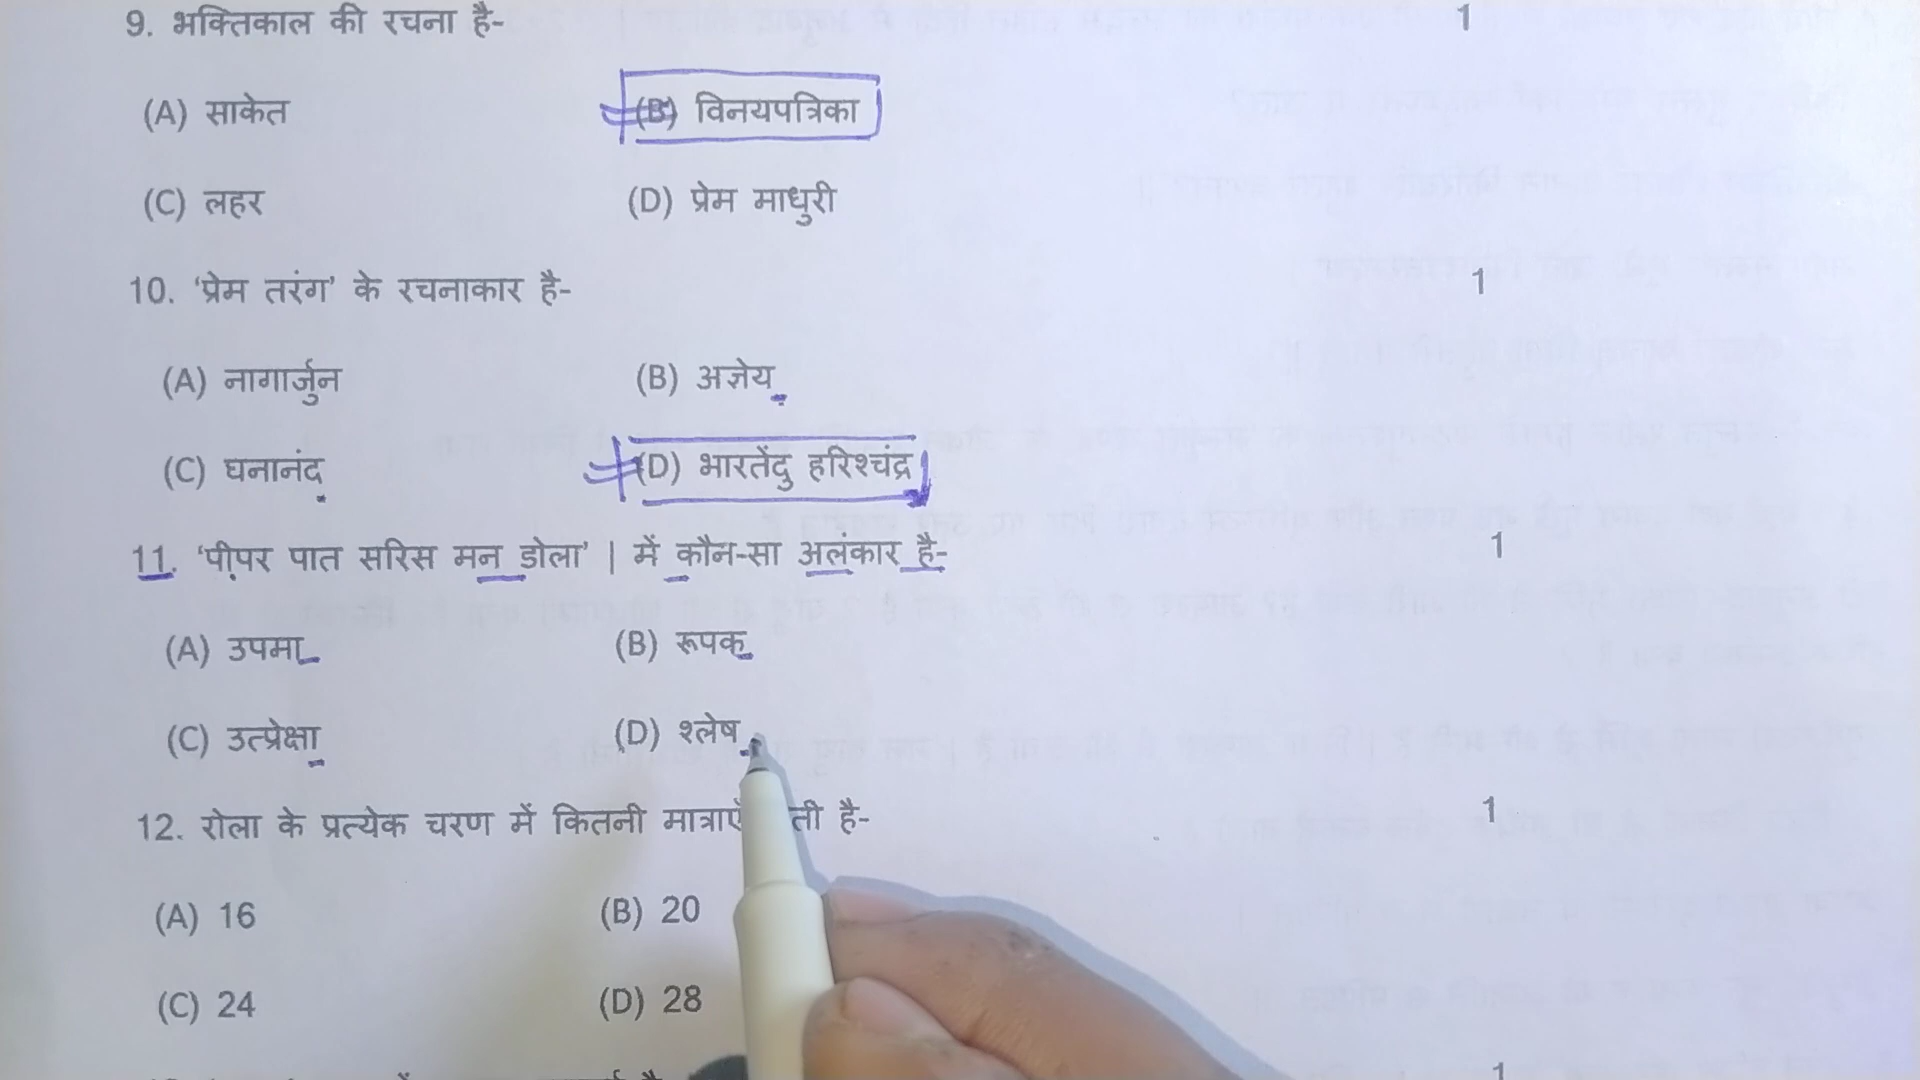 9. भक्तिकाल की रचना है- 1
(A) साकेत (B) विनयपत्रिका
(C) लहर (D) प्रेम माधुरी
10. 'प्रेम तरंग' के रचनाकार है- 1
(A) नागार्जुन (B) अज्ञेय
(C) घनानंद (D) भारतेंदु हरिश्चंद्र
11. 'पीपर पात सरिस मन डोला' | में कौन-सा अलंकार है- 1
(A) उपमा (B) रूपक
(C) उत्प्रेक्षा (D) श्लेष
12. रोला के प्रत्येक चरण में कितनी है- 1
(A) 16 (B) 20
(C) 24 (D) 28
1